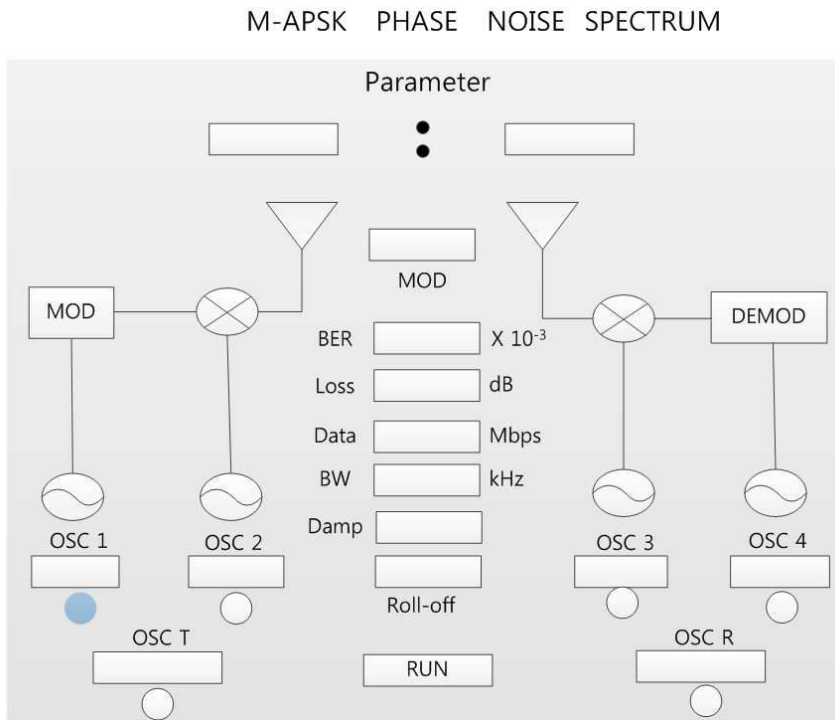 M-APSK PHASE NOISE SPECTRUM
Parameter
MOD
MOD
DEMOD
BER X 10-3
Loss dB
Data Mbps
BW kHz
Damp
OSC 1
OSC 2
OSC 3
OSC 4
Roll-off
OSC T
RUN
OSC R